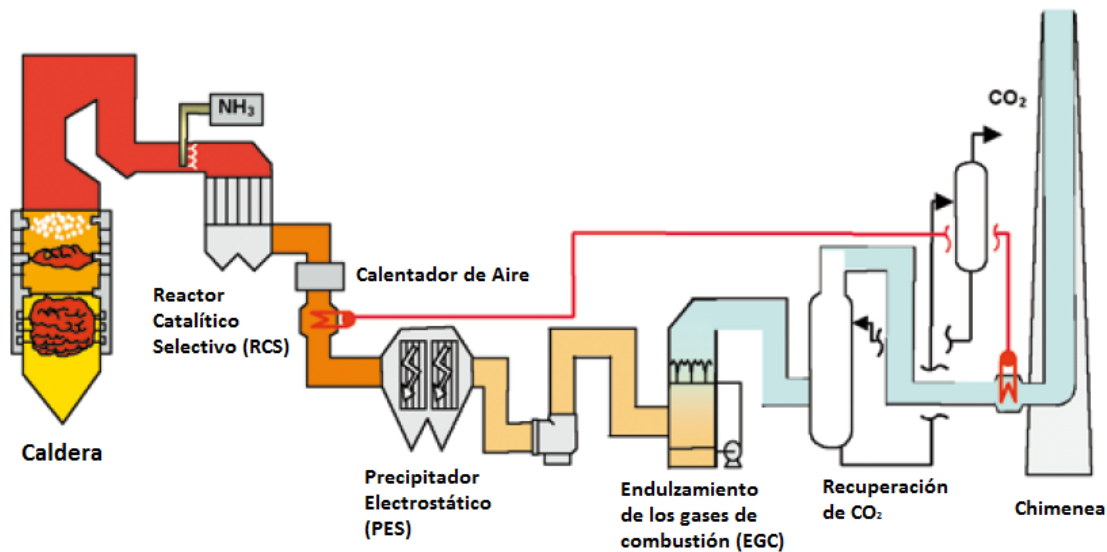 NH₃
CO₂
Calentador de Aire
Reactor
Catalítico
Selectivo (RCS)
Caldera
Precipitador
Electrostático
(PES)
Endulzamiento
de los gases de
combustión (EGC)
Recuperación
de CO₂
Chimenea